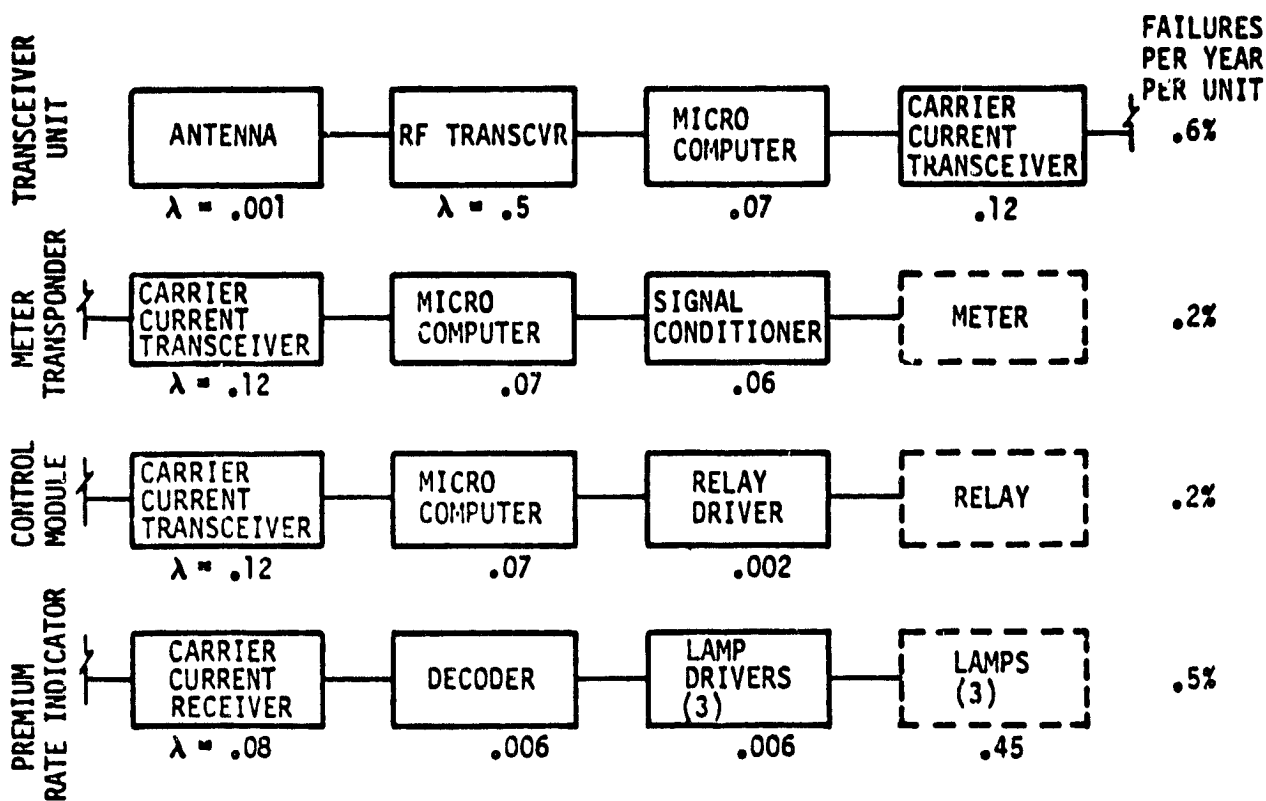 FAILURES
PER YEAR
PER UNIT
TRANSCEIVER
UNIT
ANTENNA
λ = .001
RF TRANSCVR
λ = .5
MICRO
COMPUTER
.07
CARRIER
CURRENT
TRANSCEIVER
.12
.6%
METER
TRANSPONDER
CARRIER
CURRENT
TRANSCEIVER
λ = .12
MICRO
COMPUTER
.07
SIGNAL
CONDITIONER
.06
METER
.2%
CONTROL
MODULE
CARRIER
CURRENT
TRANSCEIVER
λ = .12
MICRO
COMPUTER
.07
RELAY
DRIVER
.002
RELAY
.2%
PREMIUM
RATE INDICATOR
CARRIER
CURRENT
RECEIVER
λ = .08
DECODER
.006
LAMP
DRIVERS
(3)
.006
LAMPS
(3)
.45
.5%